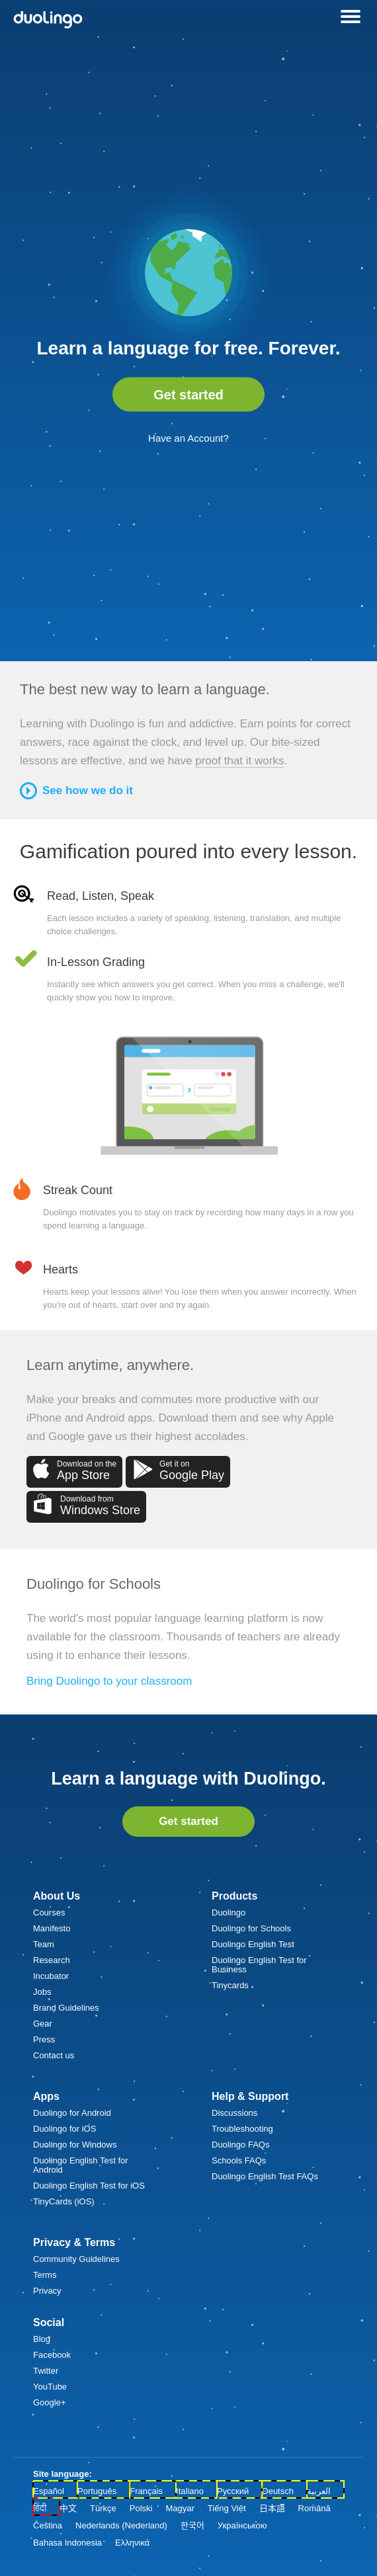 duolingo
Learn a language for free. Forever.
Get started
Have an Account?
The best new way to learn a language.
Learning with Duolingo is fun and addictive. Earn points for correct
answers, race against the clock, and level up. Our bite-sized
lessons are effective, and we have proof that it works.
See how we do it
Gamification poured into every lesson.
Read, Listen, Speak
Each lesson includes a variety of speaking, listening, translation, and multiple
choice challenges.
In-Lesson Grading
Instantly see which answers you get correct. When you miss a challenge, we'll
quickly show you how to improve.
Streak Count
Duolingo motivates you to stay on track by recording how many days in a row you
spend learning a language.
Hearts
Hearts keep your lessons alive! You lose them when you answer incorrectly. When
you're out of hearts, start over and try again.
Learn anytime, anywhere.
Make your breaks and commutes more productive with our
iPhone and Android apps. Download them and see why Apple
and Google gave us their highest accolades.
Download on the
App Store
Get it on
Google Play
Download from
Windows Store
Duolingo for Schools
The world's most popular language learning platform is now
available for the classroom. Thousands of teachers are already
using it to enhance their lessons.
Bring Duolingo to your classroom
Learn a language with Duolingo.
Get started
About Us
Courses
Manifesto
Team
Research
Incubator
Jobs
Brand Guidelines
Gear
Press
Contact us
Products
Duolingo
Duolingo for Schools
Duolingo English Test
Duolingo English Test for
Business
Tinycards
Apps
Duolingo for Android
Duolingo for iOS
Duolingo for Windows
Duolingo English Test for
Android
Duolingo English Test for iOS
TinyCards (iOS)
Help & Support
Discussions
Troubleshooting
Duolingo FAQs
Schools FAQs
Duolingo English Test FAQs
Privacy & Terms
Community Guidelines
Terms
Privacy
Social
Blog
Facebook
Twitter
YouTube
Google+
Site language:
Español Português Français Italiano Русский Deutsch العربية
हिंदी 中文 Türkçe Polski Magyar Tiếng Việt 日本語 Română
Čeština Nederlands (Nederland) 한국어 Українською
Bahasa Indonesia Ελληνικά